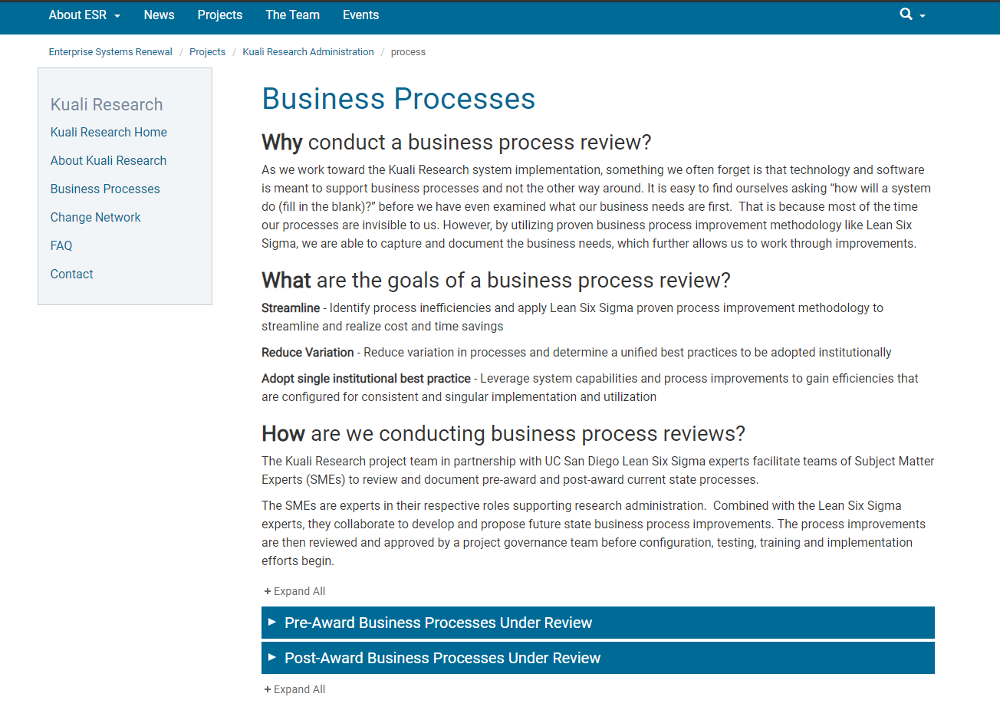 About ESR
News
Projects
The Team
Events
Enterprise Systems Renewal / Projects / Kuali Research Administration / process
Kuali Research
Kuali Research Home
About Kuali Research
Business Processes
Change Network
FAQ
Contact
Business Processes
Why conduct a business process review?
As we work toward the Kuali Research system implementation, something we often forget is that technology and software
is meant to support business processes and not the other way around. It is easy to find ourselves asking “how will a system
do (fill in the blank)?” before we have even examined what our business needs are first.  That is because most of the time
our processes are invisible to us. However, by utilizing proven business process improvement methodology like Lean Six
Sigma, we are able to capture and document the business needs, which further allows us to work through improvements.
What are the goals of a business process review?
Streamline - Identify process inefficiencies and apply Lean Six Sigma proven process improvement methodology to
streamline and realize cost and time savings
Reduce Variation - Reduce variation in processes and determine a unified best practices to be adopted institutionally
Adopt single institutional best practice - Leverage system capabilities and process improvements to gain efficiencies that
are configured for consistent and singular implementation and utilization
How are we conducting business process reviews?
The Kuali Research project team in partnership with UC San Diego Lean Six Sigma experts facilitate teams of Subject Matter
Experts (SMEs) to review and document pre-award and post-award current state processes.
The SMEs are experts in their respective roles supporting research administration.  Combined with the Lean Six Sigma
experts, they collaborate to develop and propose future state business process improvements. The process improvements
are then reviewed and approved by a project governance team before configuration, testing, training and implementation
efforts begin.
+ Expand All
Pre-Award Business Processes Under Review
Post-Award Business Processes Under Review
+ Expand All